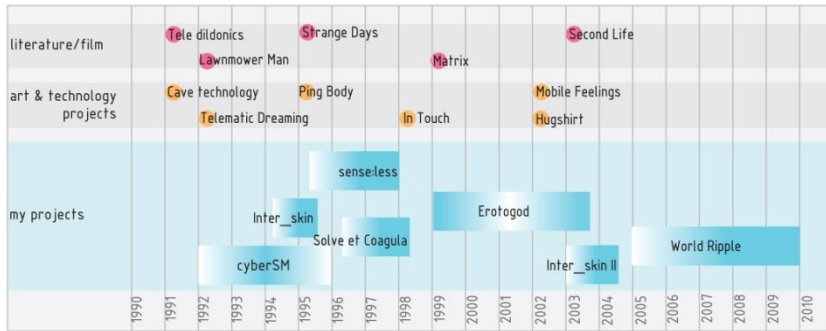 literature/film
Tele dildonics
Strange Days
Second Life
Lawnmower Man
Matrix
art & technology
projects
Cave technology
Ping Body
Mobile Feelings
Telematic Dreaming
In Touch
Hugshirt
my projects
sense:less
Inter_skin
Erotogod
Solve et Coagula
World Ripple
cyberSM
Inter_skin II
1990 1991 1992 1993 1994 1995 1996 1997 1998 1999 2000 2001 2002 2003 2004 2005 2006 2007 2008 2009 2010